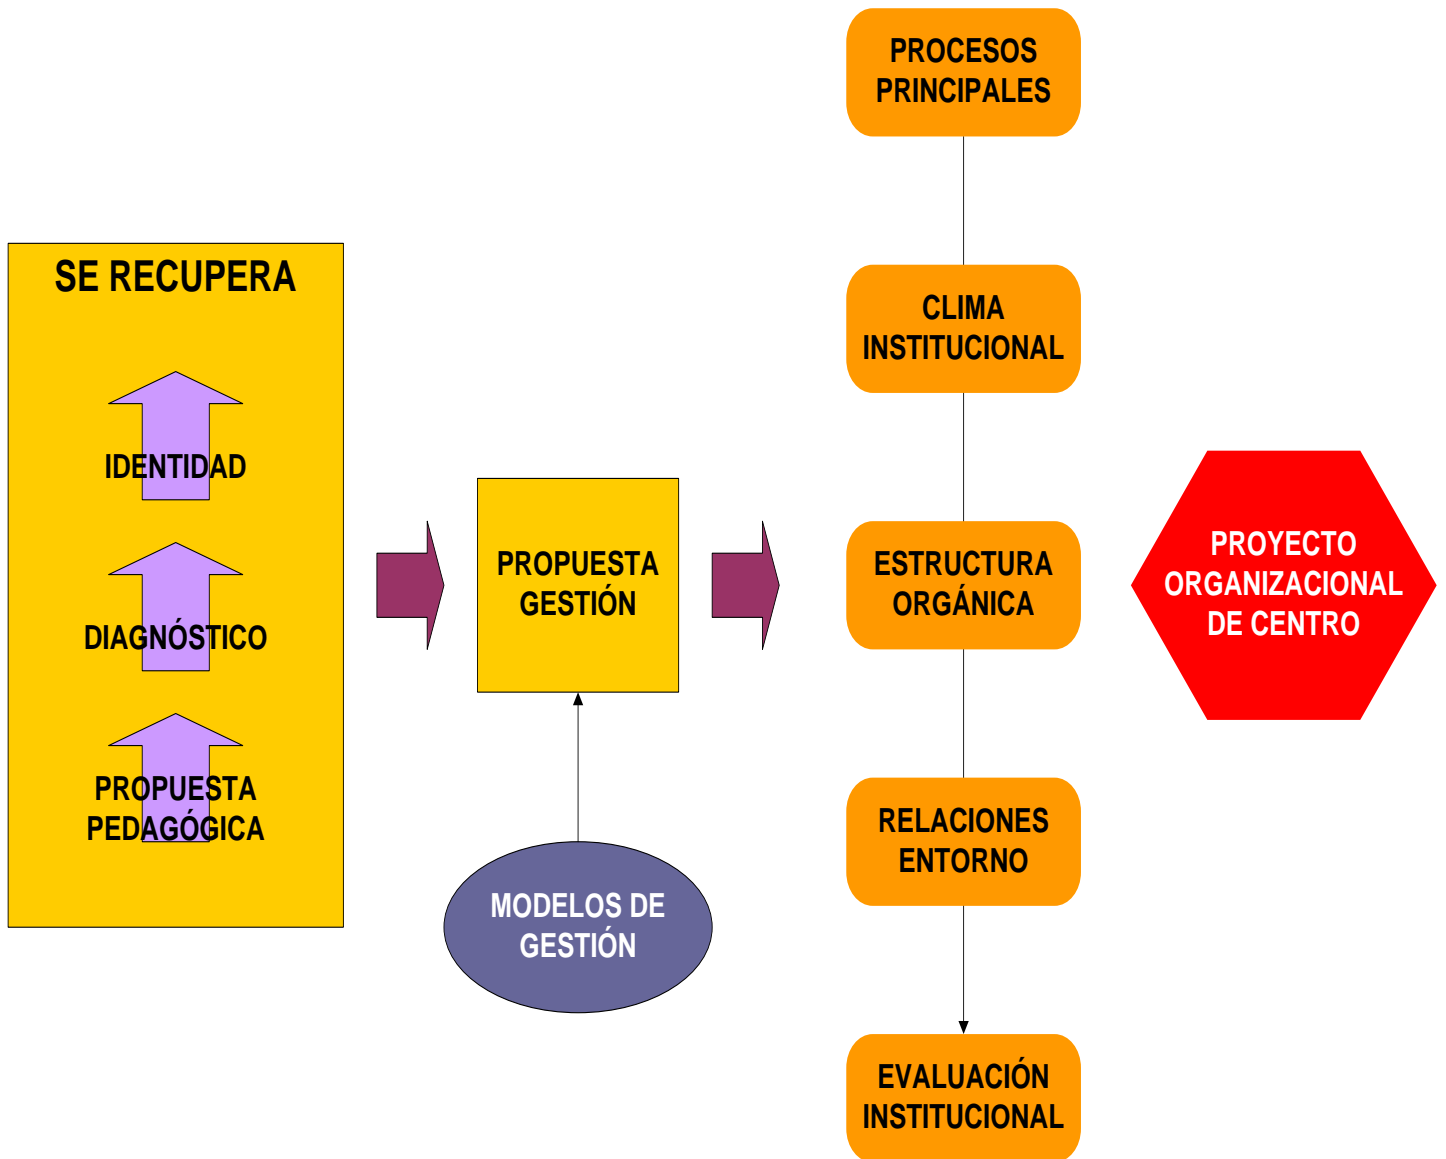 SE RECUPERA
IDENTIDAD
DIAGNÓSTICO
PROPUESTA
PEDAGÓGICA
PROPUESTA
GESTIÓN
MODELOS DE
GESTIÓN
PROCESOS
PRINCIPALES
CLIMA
INSTITUCIONAL
ESTRUCTURA
ORGÁNICA
RELACIONES
ENTORNO
EVALUACIÓN
INSTITUCIONAL
PROYECTO
ORGANIZACIONAL
DE CENTRO